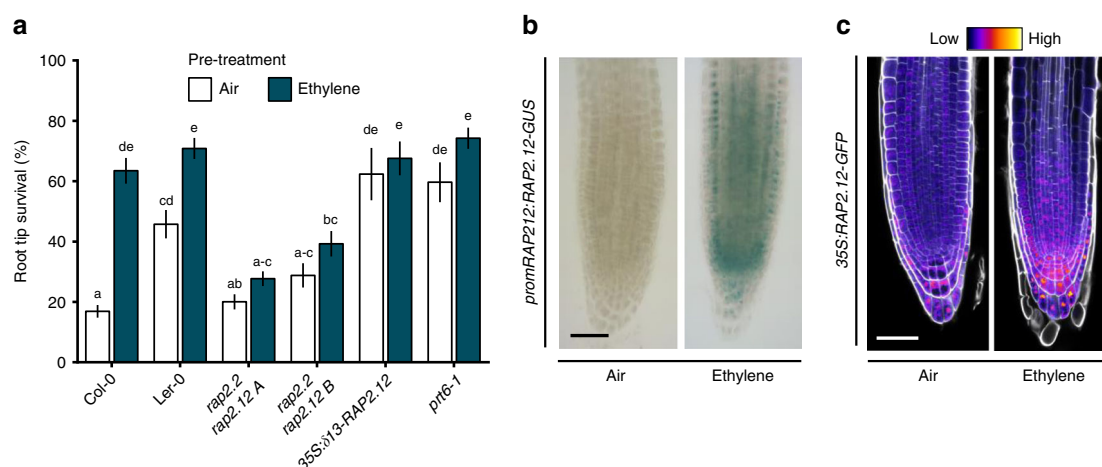 a
100
80
60
40
20
0
Root tip survival (%)
Pre-treatment
Air
Ethylene
a
de
cd
e
ab
a-c
a-c
bc
de
e
de
e
Col-0
Ler-0
rap2.2
rap2.12 A
rap2.2
rap2.12 B
35S:δ13-RAP2.12
prt6-1
b
promRAP212:RAP2.12-GUS
Air
Ethylene
c
Low
High
35S:RAP2.12-GFP
Air
Ethylene